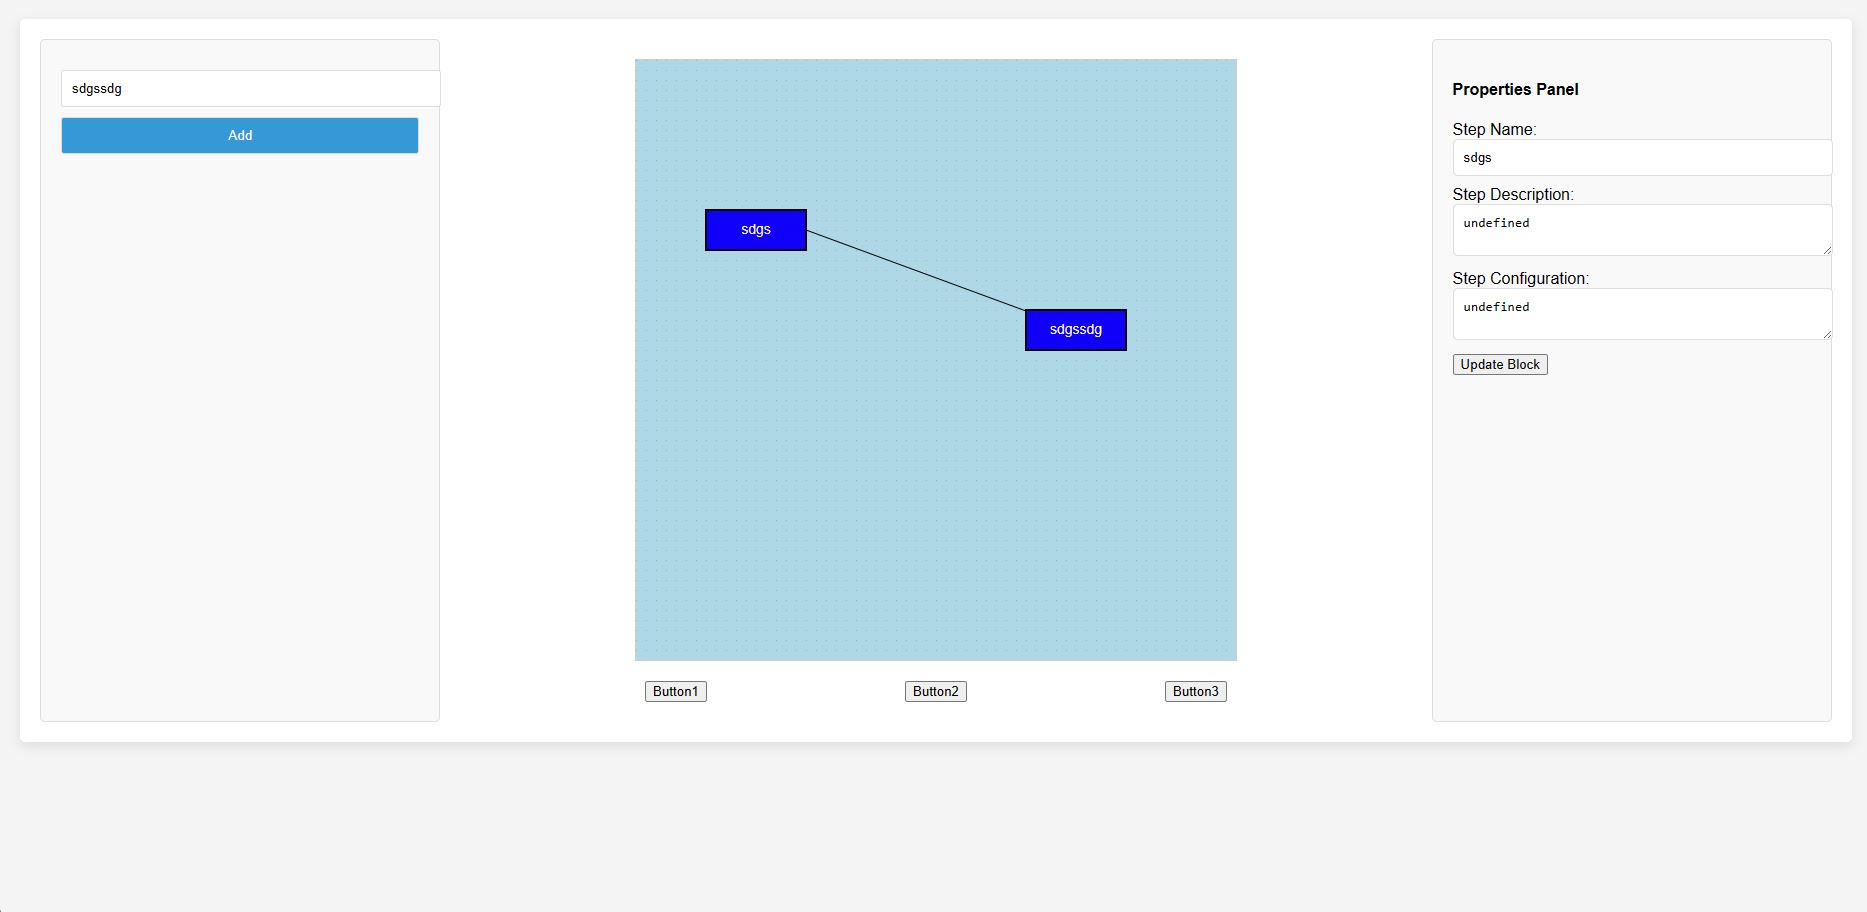 sdgssdg
Add
sdgs
sdgssdg
Button1
Button2
Button3
Properties Panel
Step Name:
sdgs
Step Description:
undefined
Step Configuration:
undefined
Update Block